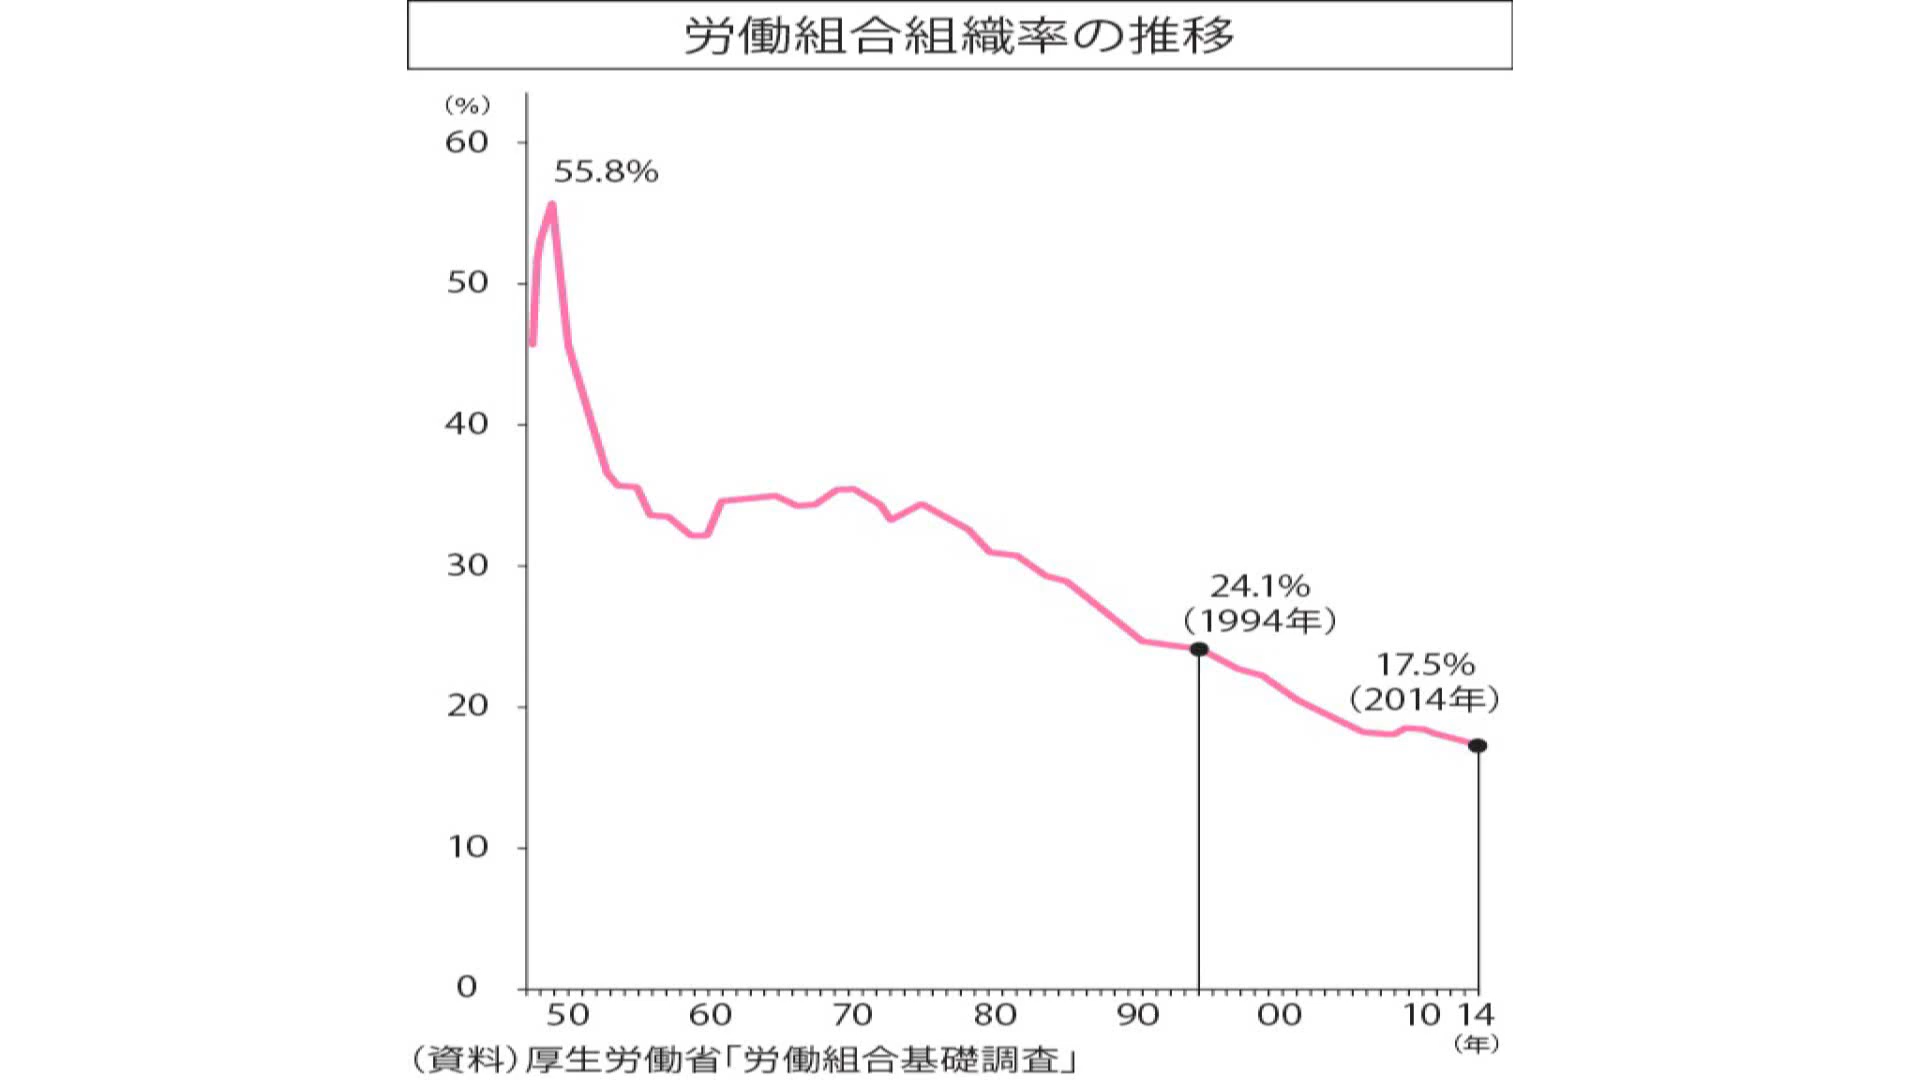 労働組合組織率の推移
（%）
60
55.8%
50
40
30
24.1%
（1994年）
17.5%
（2014年）
20
10
0
50 60 70 80 90 00 10 14
（年）
（資料）厚生労働省「労働組合基礎調査」